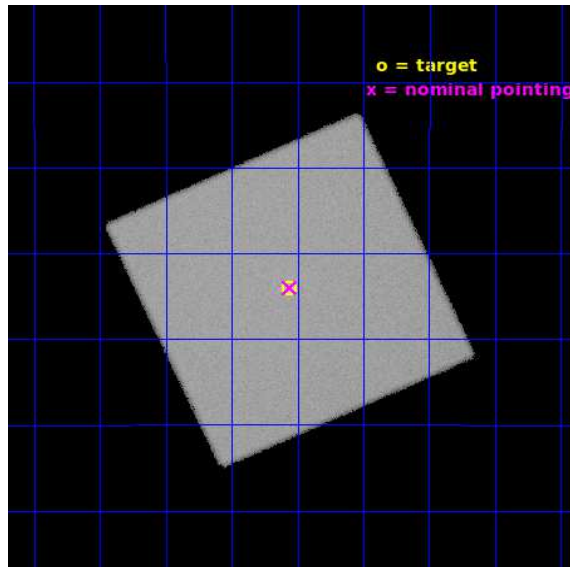 o = target
x = nominal pointing